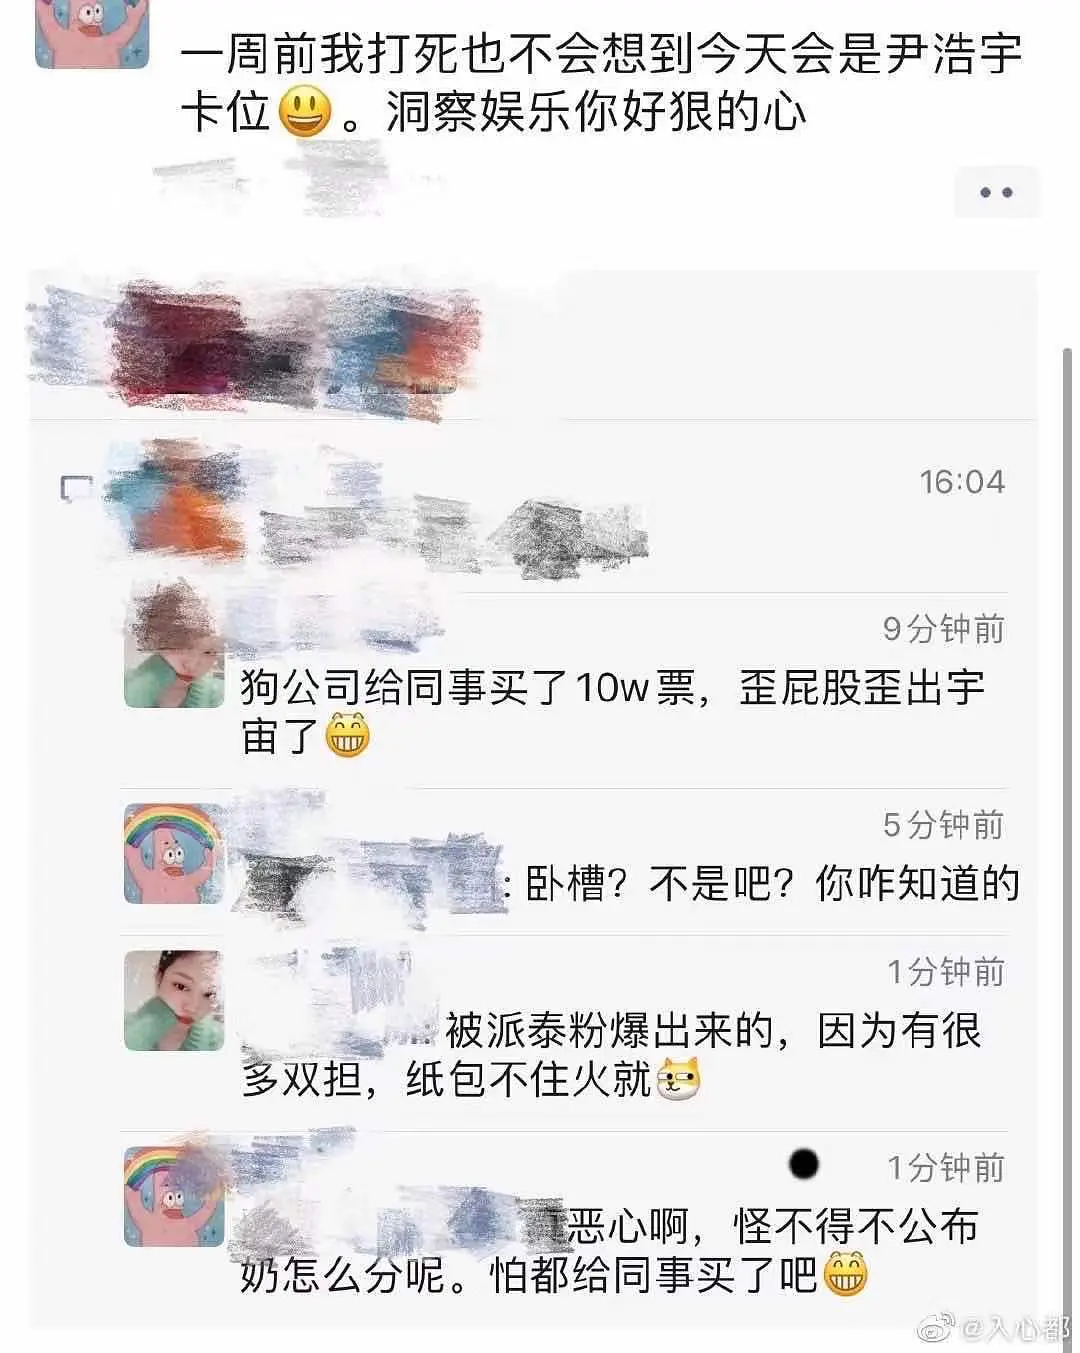 一周前我打死也不会想到今天会是尹浩宇
卡位😃。洞察娱乐你好狠的心
16:04
9分钟前
狗公司给同事买了10w票，歪屁股歪出宇
宙了😁
5分钟前
: 卧槽？不是吧？你咋知道的
1分钟前
被派泰粉爆出来的，因为有很
多双担，纸包不住火就
1分钟前
恶心啊，怪不得不公布
奶怎么分呢。怕都给同事买了吧😁
@入心都